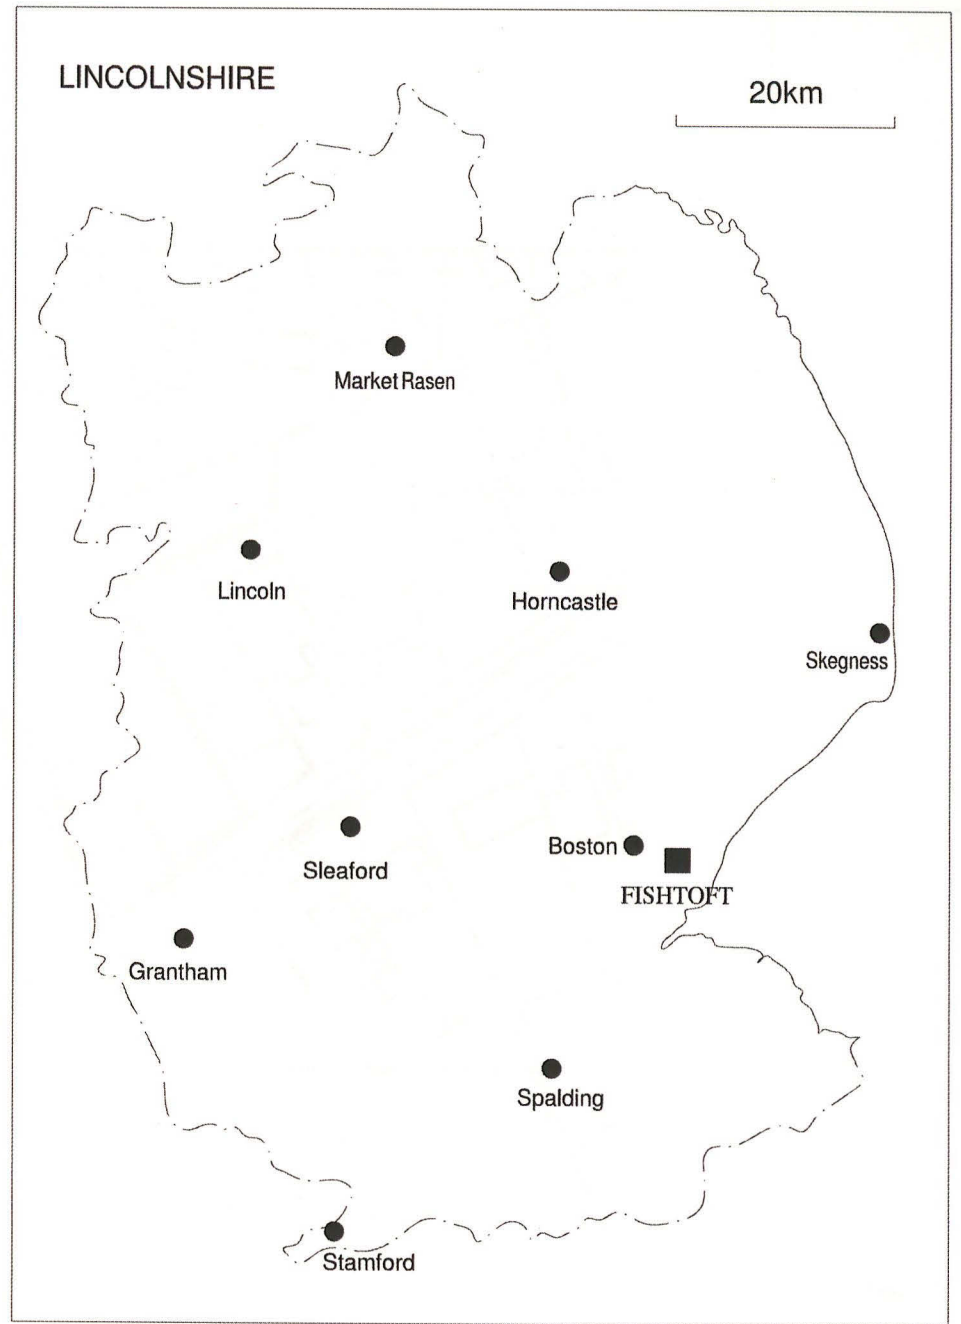 LINCOLNSHIRE
20km
Market Rasen
Lincoln
Horncastle
Skegness
Boston
Sleaford
FISHTOFT
Grantham
Spalding
Stamford